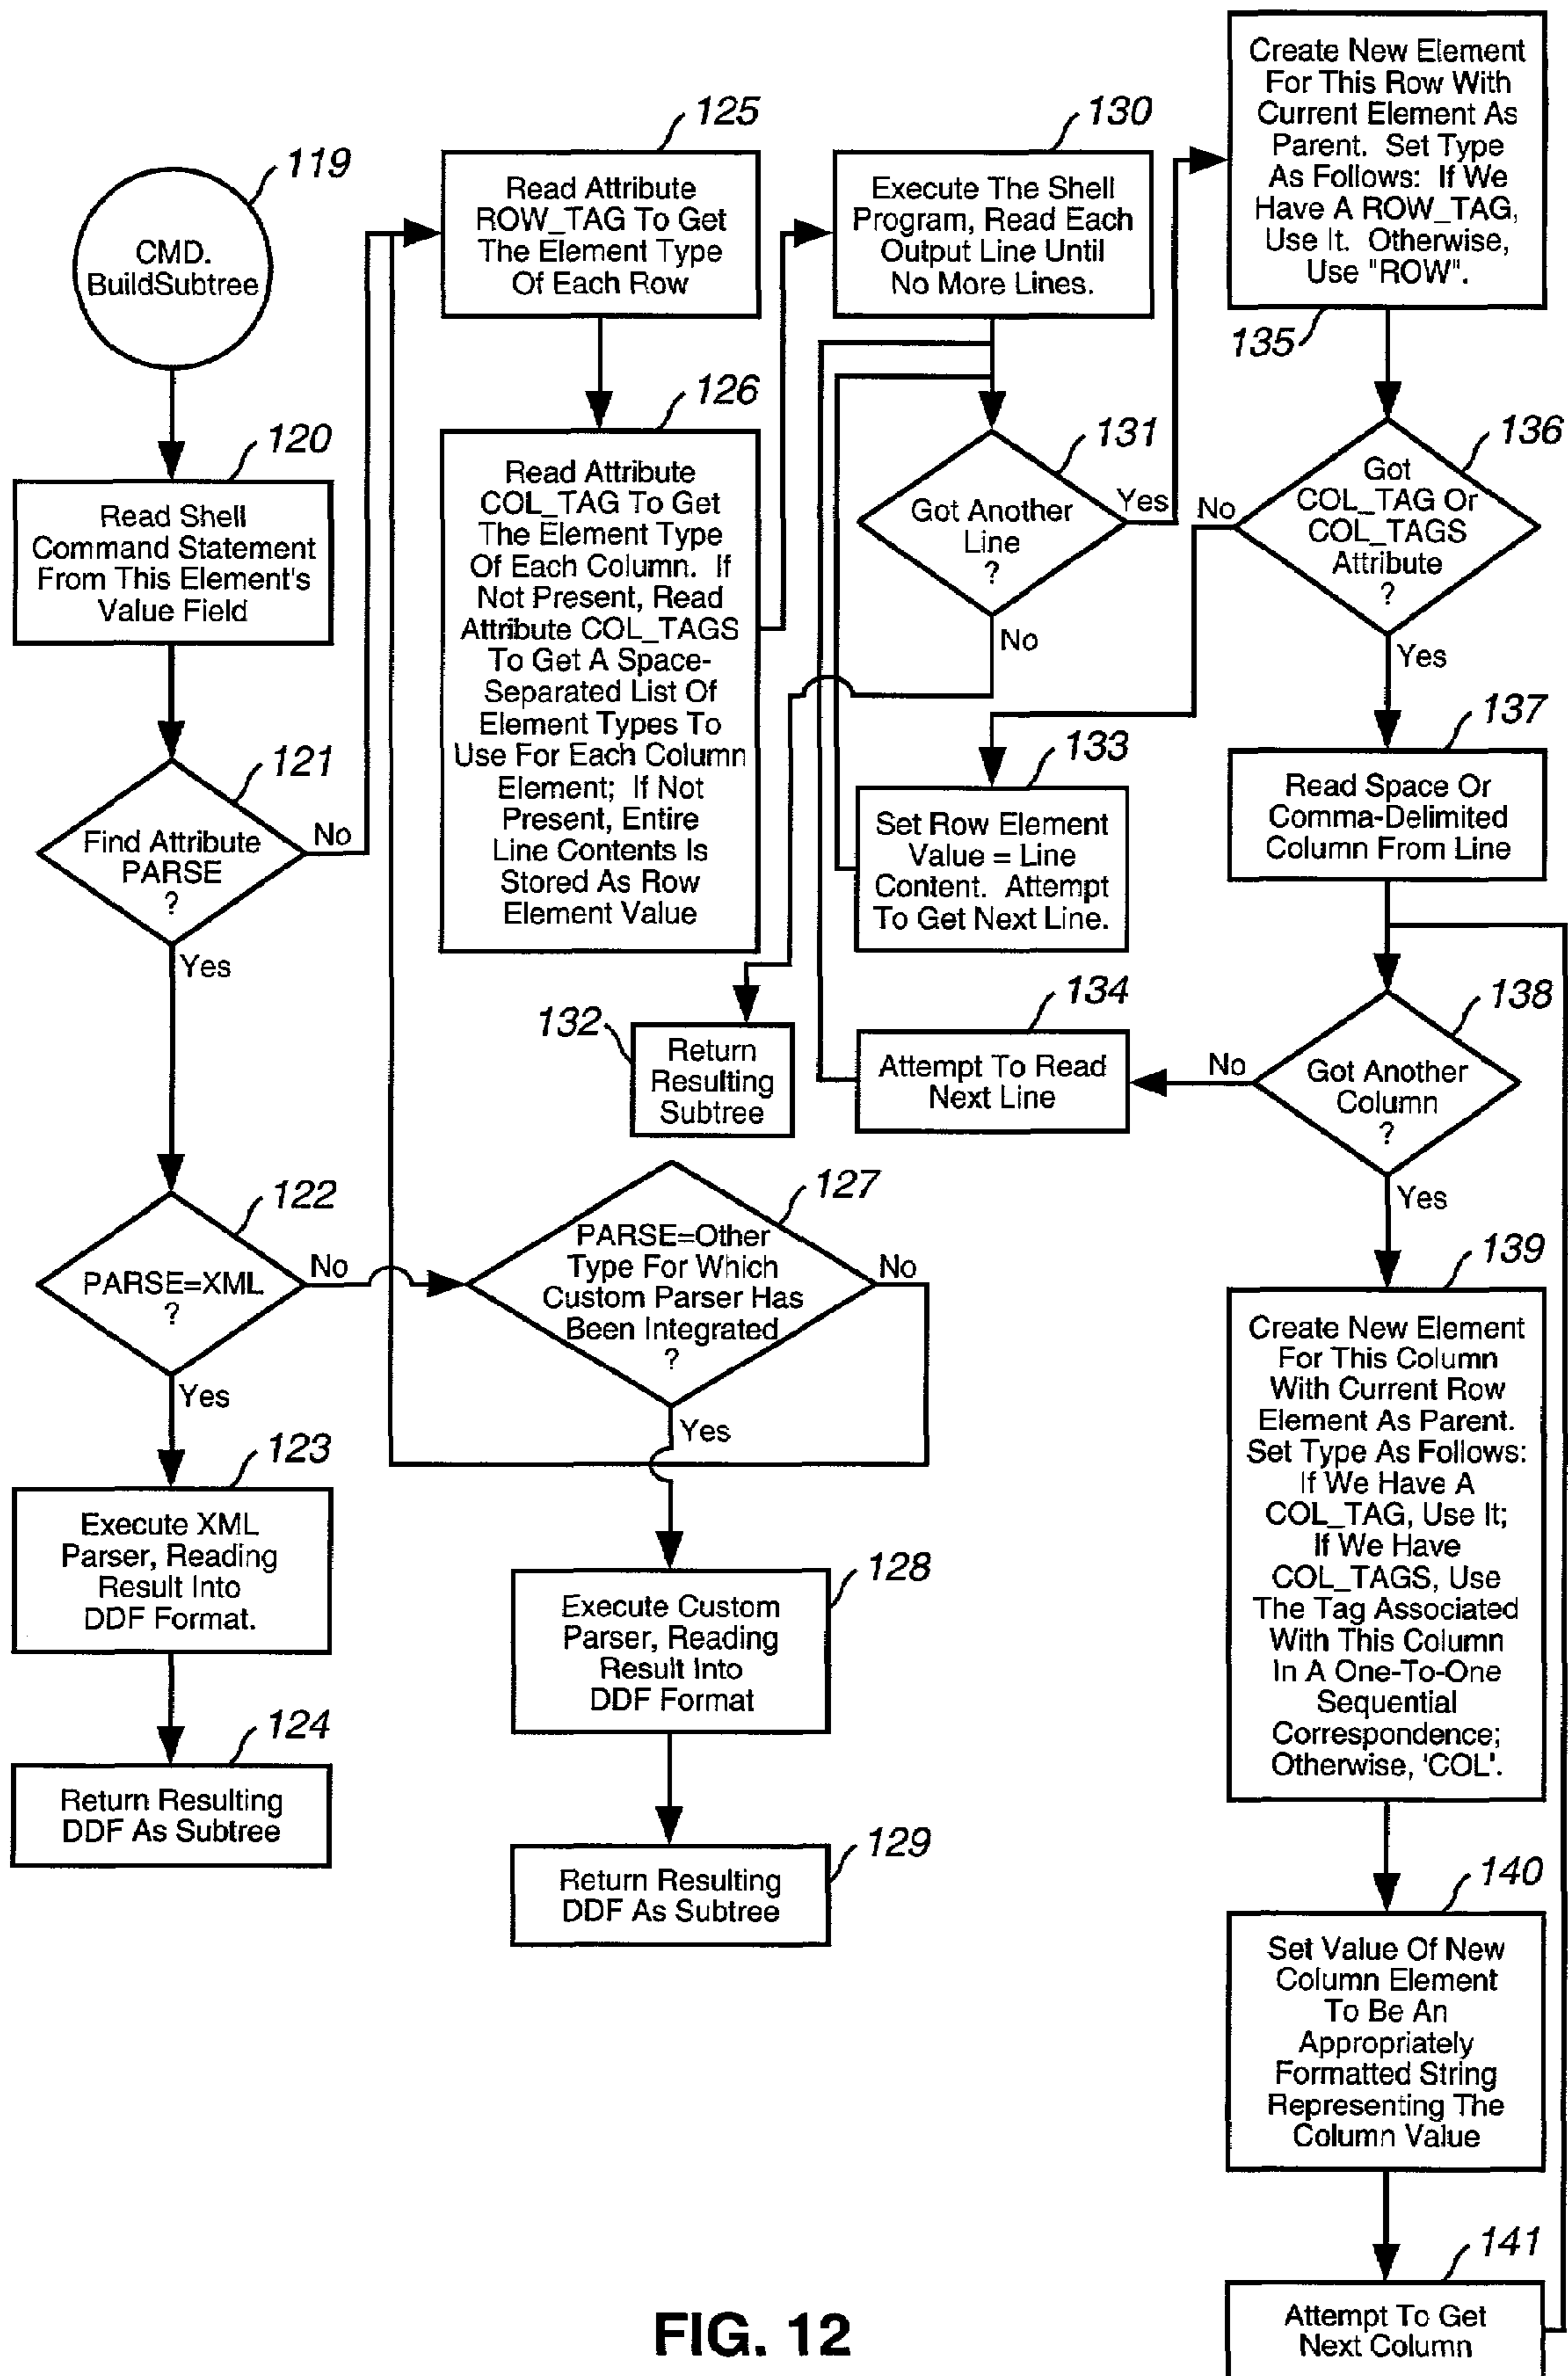 119
CMD.
BuildSubtree
120
Read Shell
Command Statement
From This Element's
Value Field
121
Find Attribute
PARSE
?
No
Yes
122
PARSE=XML
?
No
Yes
123
Execute XML
Parser, Reading
Result Into
DDF Format.
124
Return Resulting
DDF As Subtree
125
Read Attribute
ROW_TAG To Get
The Element Type
Of Each Row
126
Read Attribute
COL_TAG To Get
The Element Type
Of Each Column. If
Not Present, Read
Attribute COL_TAGS
To Get A Space-
Separated List Of
Element Types To
Use For Each Column
Element; If Not
Present, Entire
Line Contents Is
Stored As Row
Element Value
127
PARSE=Other
Type For Which
Custom Parser Has
Been Integrated
?
No
Yes
128
Execute Custom
Parser, Reading
Result Into
DDF Format
129
Return Resulting
DDF As Subtree
130
Execute The Shell
Program, Read Each
Output Line Until
No More Lines.
131
Got Another
Line
?
Yes
No
132
Return
Resulting
Subtree
133
Set Row Element
Value = Line
Content. Attempt
To Get Next Line.
134
Attempt To Read
Next Line
Create New Element
For This Row With
Current Element As
Parent. Set Type
As Follows: If We
Have A ROW_TAG,
Use It. Otherwise,
Use "ROW".
135
136
Got
COL_TAG Or
COL_TAGS
Attribute
?
No
Yes
137
Read Space Or
Comma-Delimited
Column From Line
138
Got Another
Column
?
No
Yes
139
Create New Element
For This Column
With Current Row
Element As Parent.
Set Type As Follows:
If We Have A
COL_TAG, Use It;
If We Have
COL_TAGS, Use
The Tag Associated
With This Column
In A One-To-One
Sequential
Correspondence;
Otherwise, 'COL'.
140
Set Value Of New
Column Element
To Be An
Appropriately
Formatted String
Representing The
Column Value
141
Attempt To Get
Next Column
FIG. 12